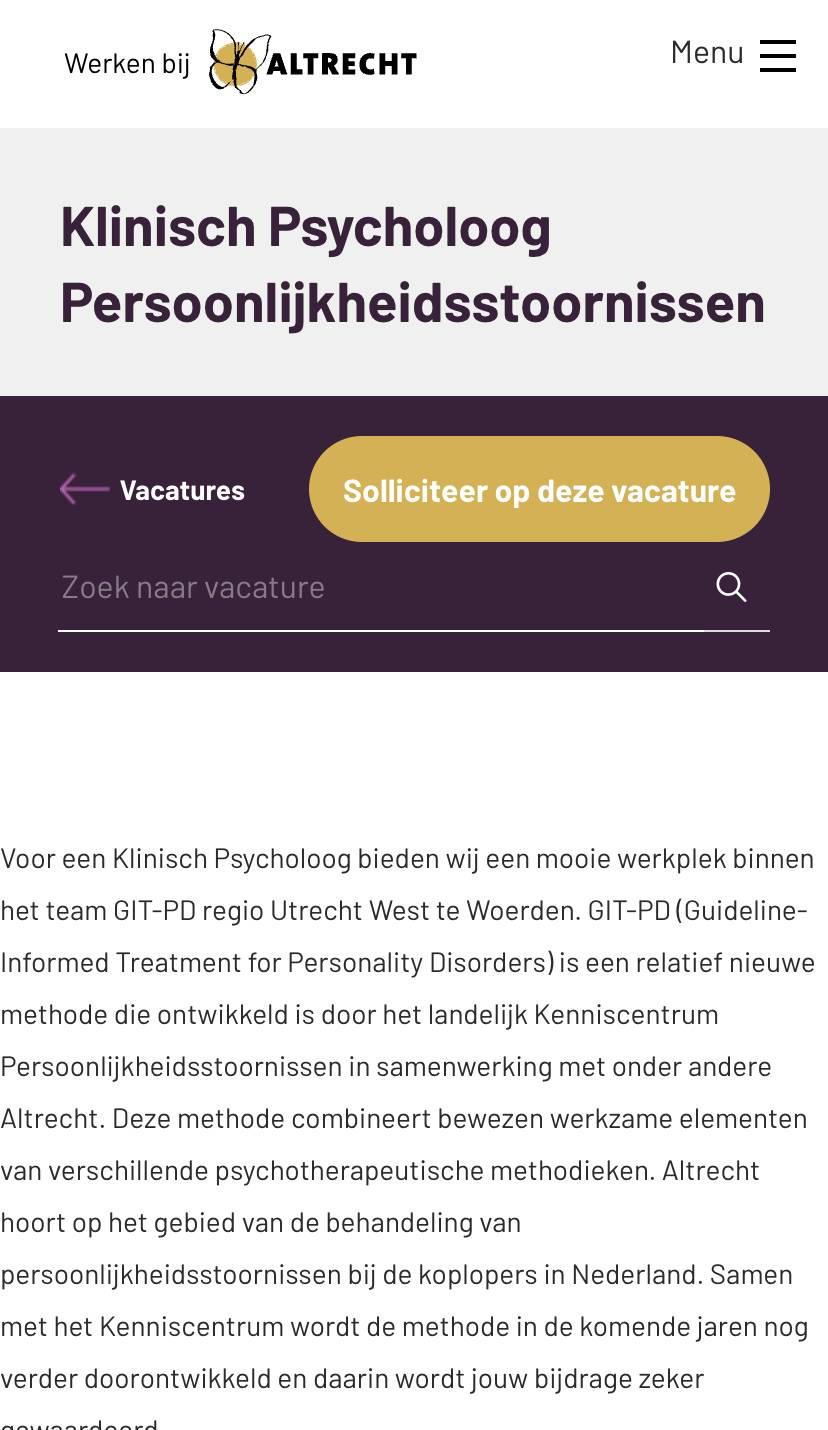 Werken bij ALTRECHT
Menu
Klinisch Psycholoog
Persoonlijkheidsstoornissen
Vacatures
Solliciteer op deze vacature
Zoek naar vacature
Voor een Klinisch Psycholoog bieden wij een mooie werkplek binnen
het team GIT-PD regio Utrecht West te Woerden. GIT-PD (Guideline-
Informed Treatment for Personality Disorders) is een relatief nieuwe
methode die ontwikkeld is door het landelijk Kenniscentrum
Persoonlijkheidsstoornissen in samenwerking met onder andere
Altrecht. Deze methode combineert bewezen werkzame elementen
van verschillende psychotherapeutische methodieken. Altrecht
hoort op het gebied van de behandeling van
persoonlijkheidsstoornissen bij de koplopers in Nederland. Samen
met het Kenniscentrum wordt de methode in de komende jaren nog
verder doorontwikkeld en daarin wordt jouw bijdrage zeker